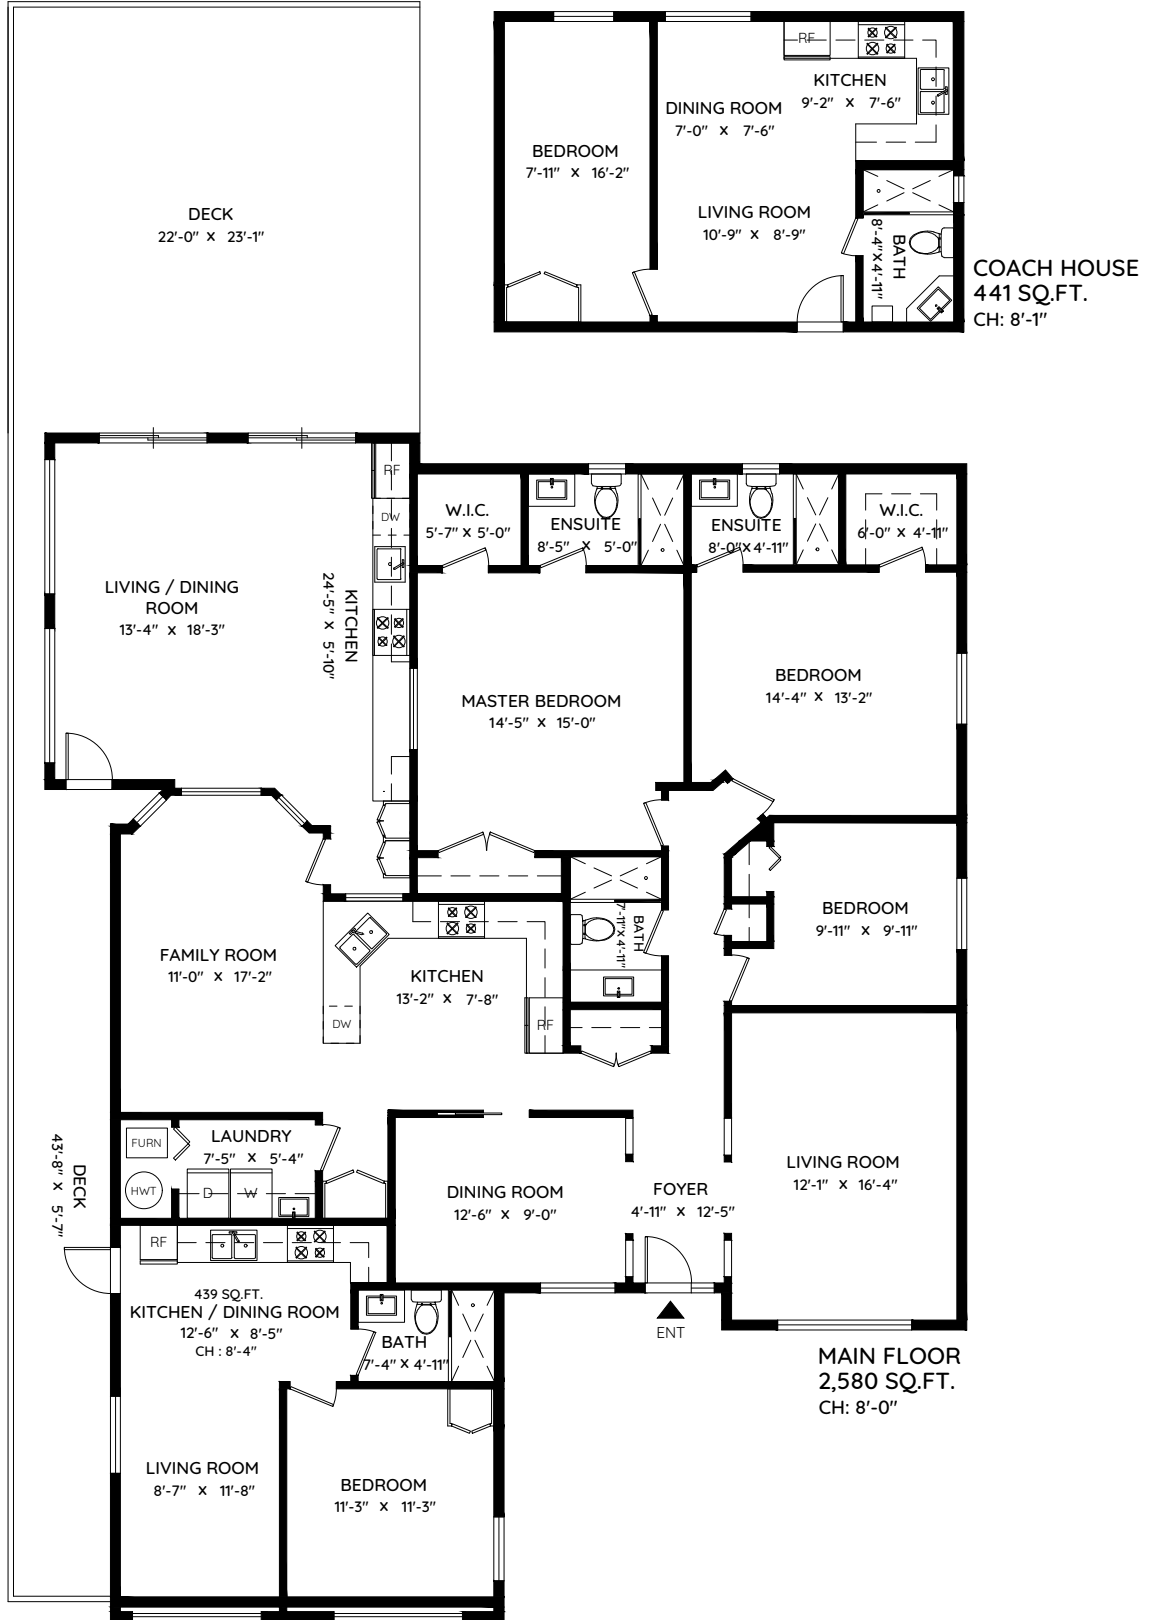 RF
KITCHEN
9'-2" x 7'-6"
DINING ROOM
7'-0" x 7'-6"
BEDROOM
7'-11" x 16'-2"
LIVING ROOM
10'-9" x 8'-9"
BATH
8'-4"x4'-11"
COACH HOUSE
441 SQ.FT.
CH: 8'-1"
DECK
22'-0" x 23'-1"
RF
DW
W.I.C.
5'-7" x 5'-0"
ENSUITE
8'-5" x 5'-0"
ENSUITE
8'-0"x4'-11"
W.I.C.
6'-0" x 4'-11"
LIVING / DINING
ROOM
13'-4" x 18'-3"
KITCHEN
24'-5" x 5'-10"
MASTER BEDROOM
14'-5" x 15'-0"
BEDROOM
14'-4" x 13'-2"
BEDROOM
9'-11" x 9'-11"
BATH
7'-11"x4'-11"
FAMILY ROOM
11'-0" x 17'-2"
KITCHEN
13'-2" x 7'-8"
DW
RF
FURN
HWT
LAUNDRY
7'-5" x 5'-4"
D
W
DECK
43'-8" x 5'-7"
DINING ROOM
12'-6" x 9'-0"
FOYER
4'-11" x 12'-5"
LIVING ROOM
12'-1" x 16'-4"
ENT
RF
439 SQ.FT.
KITCHEN / DINING ROOM
12'-6" x 8'-5"
CH : 8'-4"
BATH
7'-4" x 4'-11"
MAIN FLOOR
2,580 SQ.FT.
CH: 8'-0"
LIVING ROOM
8'-7" x 11'-8"
BEDROOM
11'-3" x 11'-3"